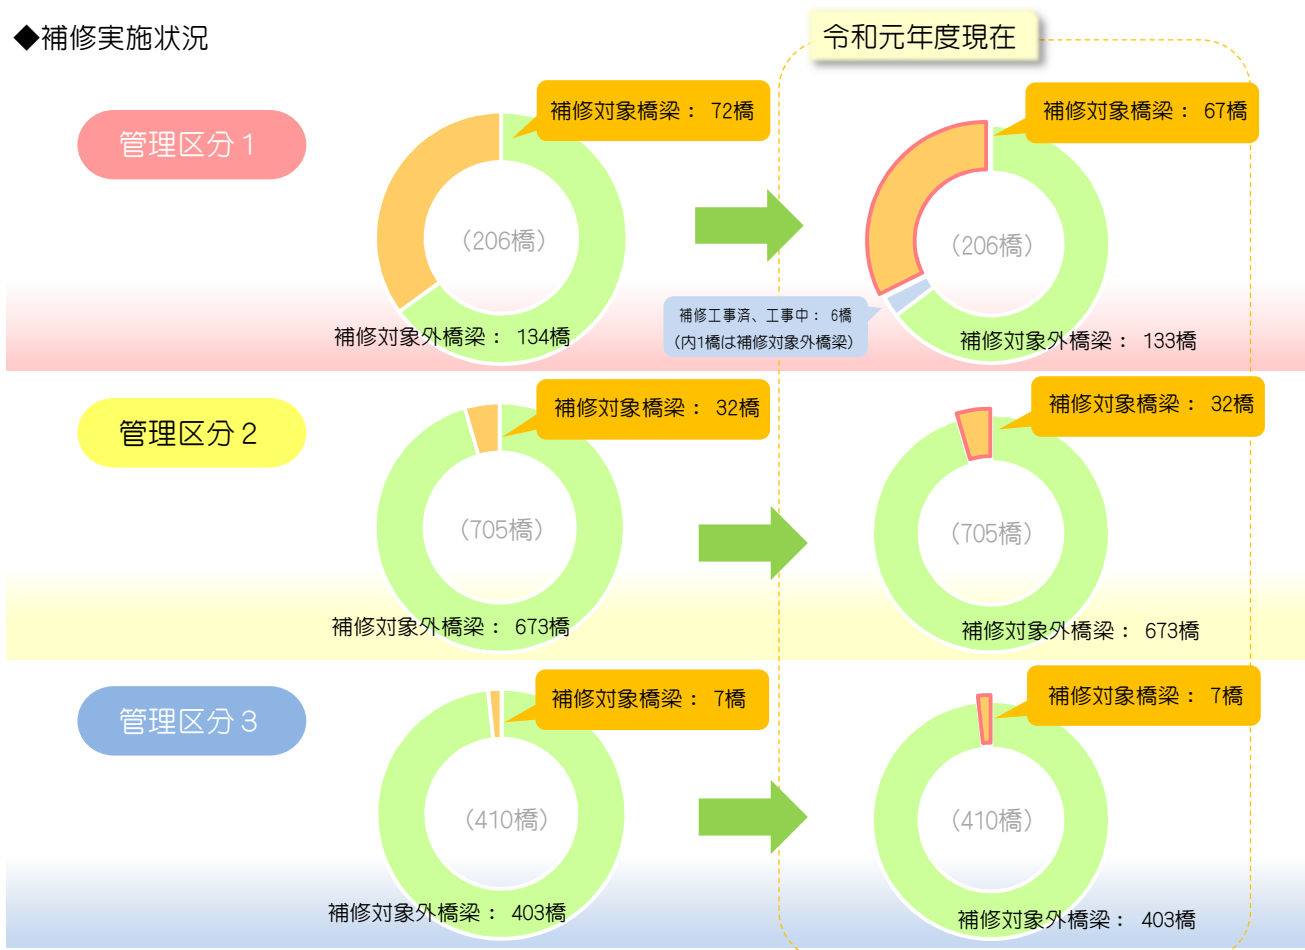 ◆補修実施状況
令和元年度現在
管理区分１
補修対象橋梁： 72橋
（206橋）
補修対象外橋梁： 134橋
補修対象橋梁： 67橋
（206橋）
補修工事済、工事中： 6橋
（内1橋は補修対象外橋梁）
補修対象外橋梁： 133橋
管理区分２
補修対象橋梁： 32橋
（705橋）
補修対象外橋梁： 673橋
補修対象橋梁： 32橋
（705橋）
補修対象外橋梁： 673橋
管理区分３
補修対象橋梁： 7橋
（410橋）
補修対象外橋梁： 403橋
補修対象橋梁： 7橋
（410橋）
補修対象外橋梁： 403橋